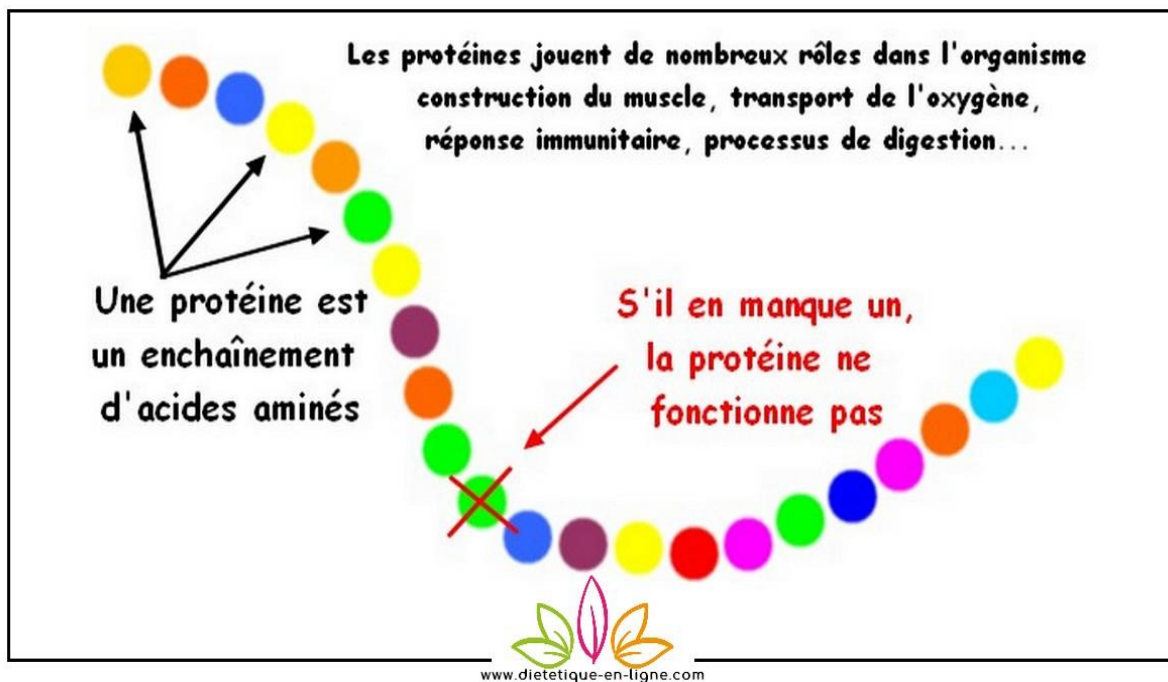 Les protéines jouent de nombreux rôles dans l'organisme
construction du muscle, transport de l'oxygène,
réponse immunitaire, processus de digestion...
Une protéine est
un enchaînement
d'acides aminés
S'il en manque un,
la protéine ne
fonctionne pas
www.dietetique-en-ligne.com